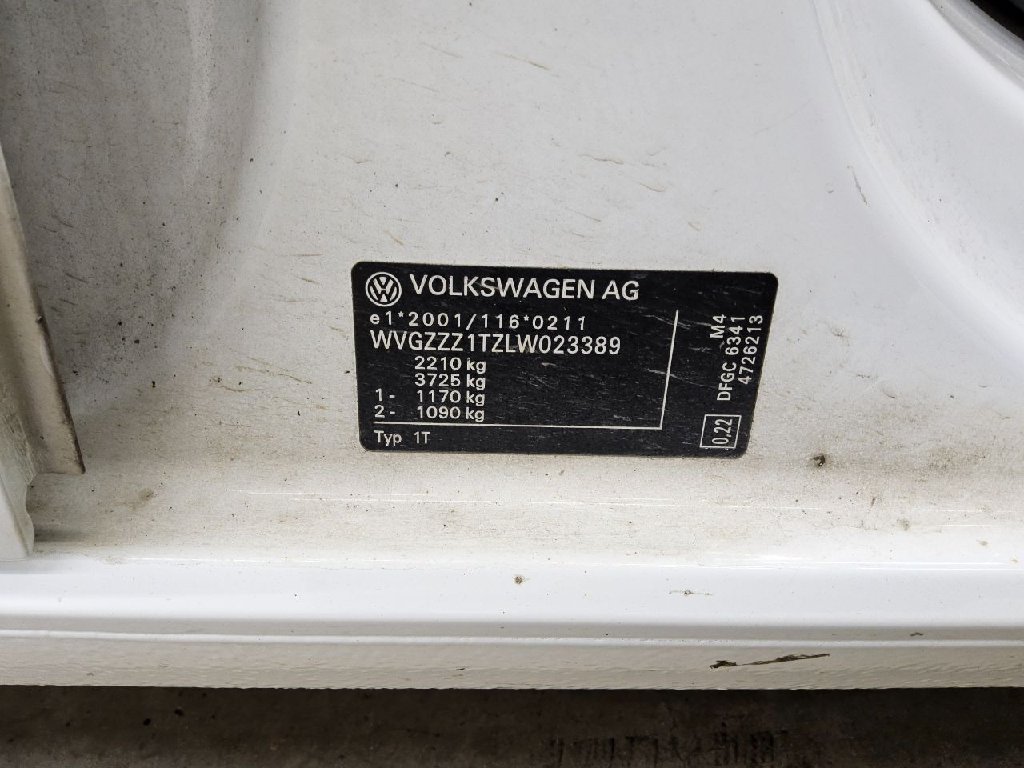 VOLKSWAGEN AG
e1*2001/116*0211
WVGZZZ1TZLW023389
2210 kg
3725 kg
1- 1170 kg
2- 1090 kg
Typ 1T
M4
DFGC 6341
4726213
0,22